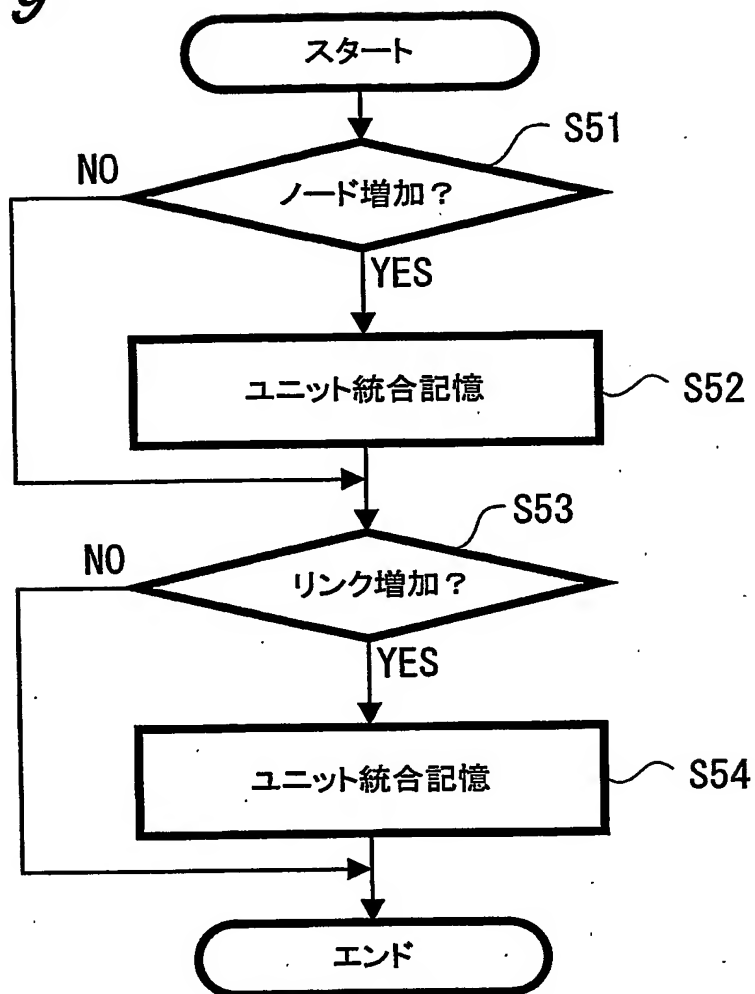 9
スタート
S51
NO
ノード増加？
YES
ユニット統合記憶
S52
S53
NO
リンク増加？
YES
ユニット統合記憶
S54
エンド